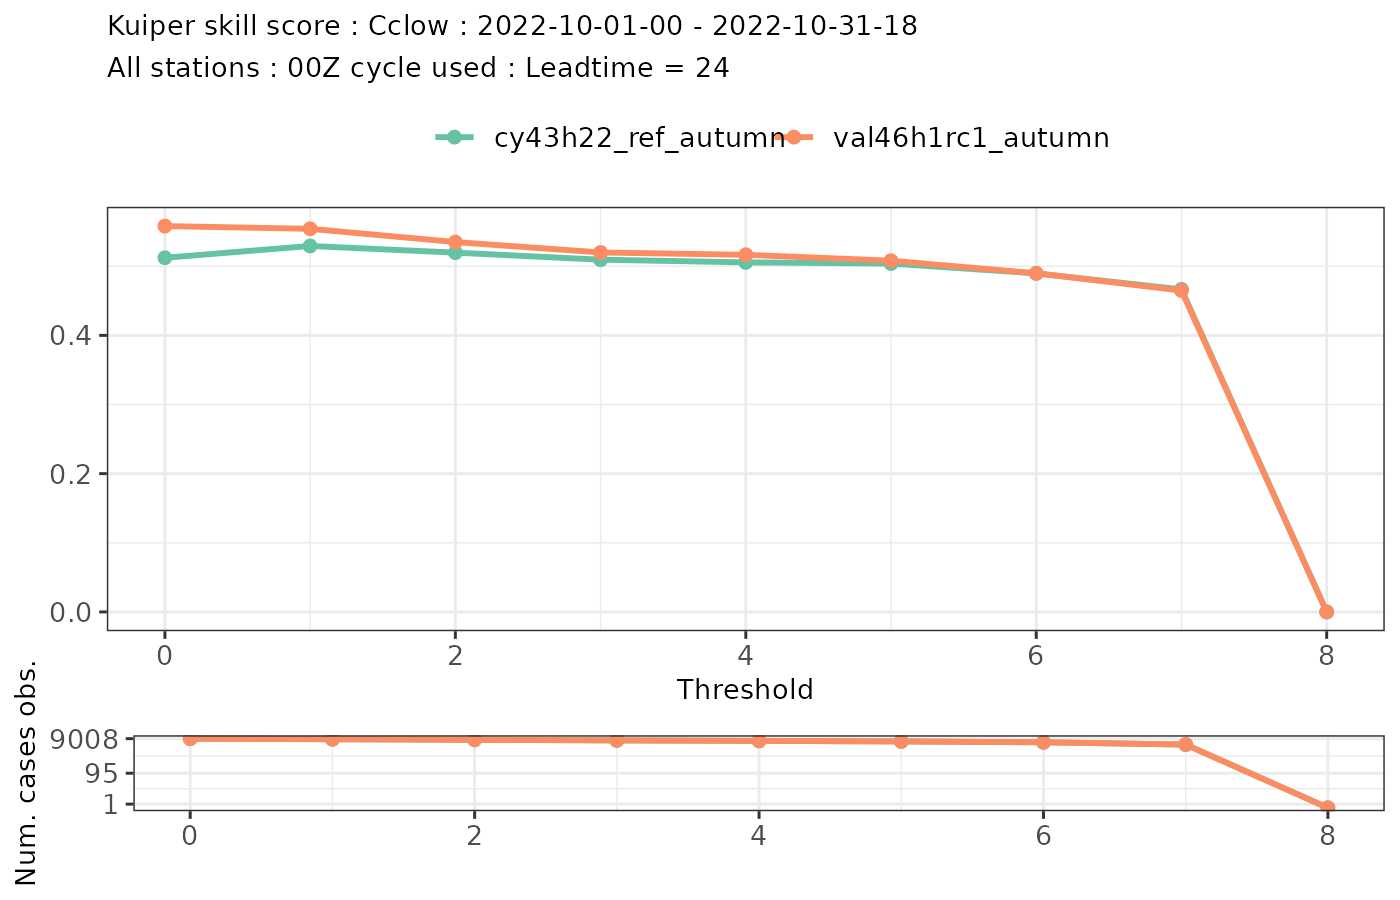 Kuiper skill score : Cclow : 2022-10-01-00 - 2022-10-31-18
All stations : 00Z cycle used : Leadtime = 24
cy43h22_ref_autumn val46h1rc1_autumn
0.4
0.2
0.0
0 2 4 6 8
Threshold
Num. cases obs.
9008
95
1
0 2 4 6 8